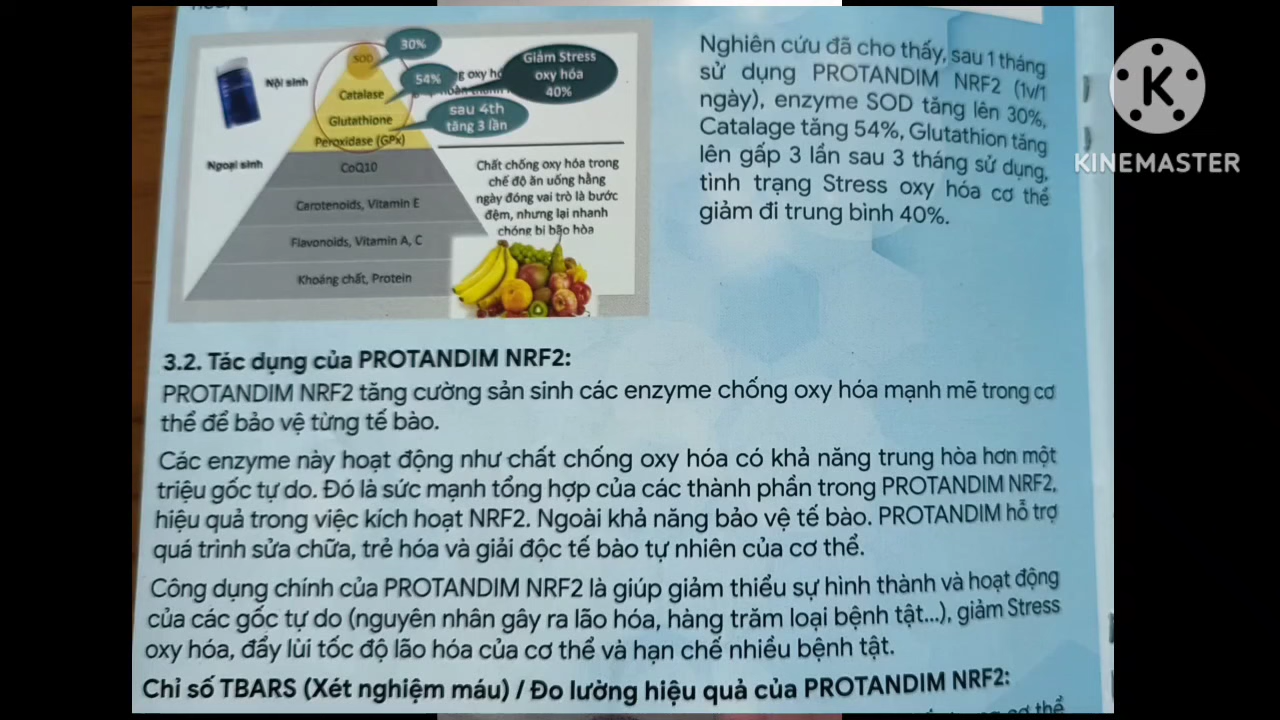 30%
SOD
Giảm Stress
oxy hóa
40%
Nội sinh
54%
Catalase
sau 4th
tăng 3 lần
Glutathione
Peroxidase (GPx)
Ngoại sinh
CoQ10
Carotenoids, Vitamin E
Flavonoids, Vitamin A, C
Khoáng chất, Protein
Chất chống oxy hóa trong
chế độ ăn uống hằng
ngày đóng vai trò là bước
đệm, nhưng lại nhanh
chóng bị bão hòa
Nghiên cứu đã cho thấy, sau 1 tháng
sử dụng PROTANDIM NRF2 (1v/1
ngày), enzyme SOD tăng lên 30%,
Catalage tăng 54%, Glutathion tăng
lên gấp 3 lần sau 3 tháng sử dụng,
tình trạng Stress oxy hóa cơ thể
giảm đi trung bình 40%.
K
KINEMASTER
3.2. Tác dụng của PROTANDIM NRF2:
PROTANDIM NRF2 tăng cường sản sinh các enzyme chống oxy hóa mạnh mẽ trong cơ
thể để bảo vệ từng tế bào.
Các enzyme này hoạt động như chất chống oxy hóa có khả năng trung hòa hơn một
triệu gốc tự do. Đó là sức mạnh tổng hợp của các thành phần trong PROTANDIM NRF2,
hiệu quả trong việc kích hoạt NRF2. Ngoài khả năng bảo vệ tế bào. PROTANDIM hỗ trợ
quá trình sửa chữa, trẻ hóa và giải độc tế bào tự nhiên của cơ thể.
Công dụng chính của PROTANDIM NRF2 là giúp giảm thiểu sự hình thành và hoạt động
của các gốc tự do (nguyên nhân gây ra lão hóa, hàng trăm loại bệnh tật...), giảm Stress
oxy hóa, đẩy lùi tốc độ lão hóa của cơ thể và hạn chế nhiều bệnh tật.
Chỉ số TBARS (Xét nghiệm máu) / Đo lường hiệu quả của PROTANDIM NRF2: